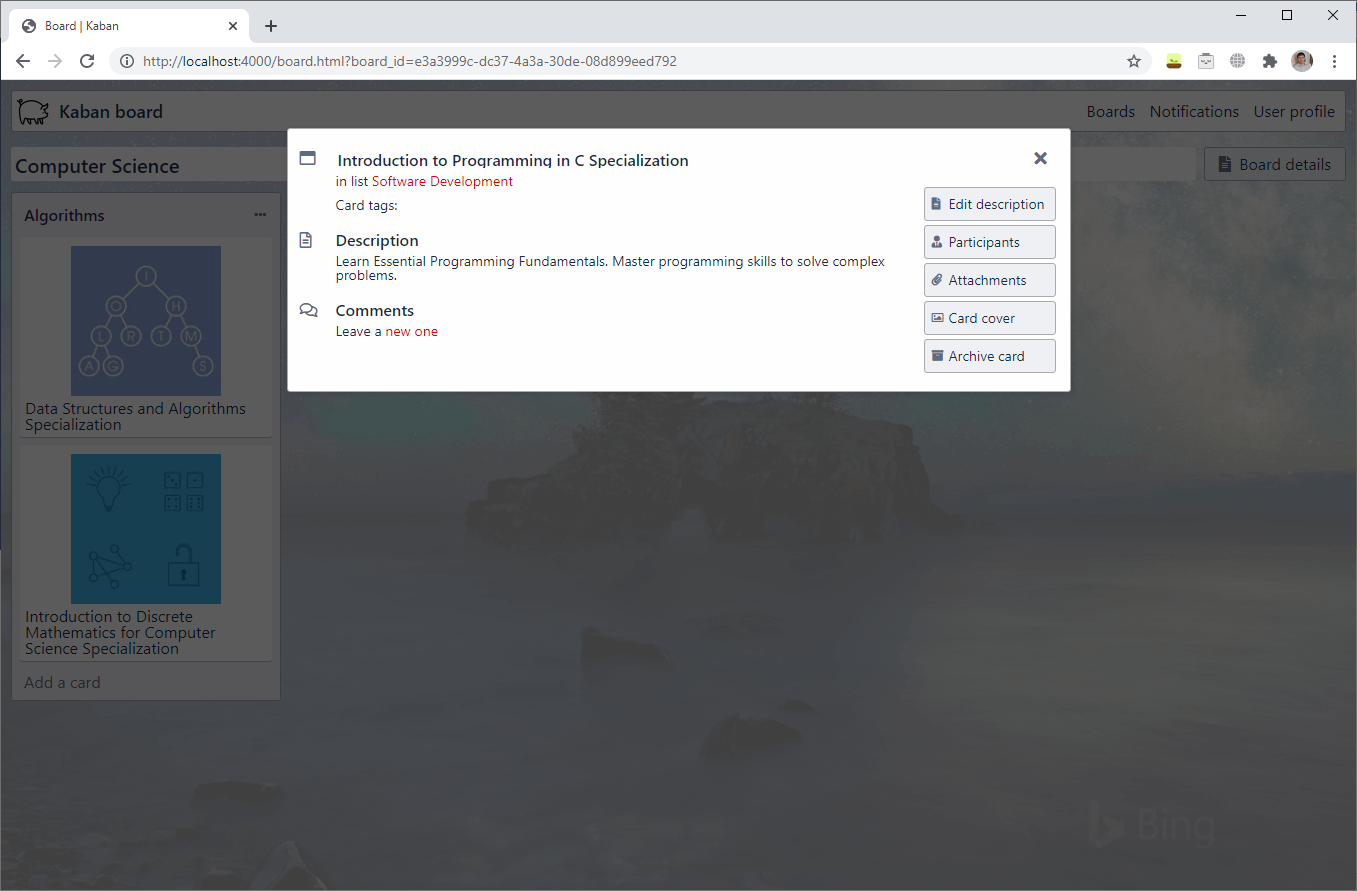 Board | Kaban
http://localhost:4000/board.html?board_id=e3a3999c-dc37-4a3a-30de-08d899eed792
Kaban board
Boards Notifications User profile
Computer Science
Board details
Introduction to Programming in C Specialization
in list Software Development
Card tags:
Description
Learn Essential Programming Fundamentals. Master programming skills to solve complex
problems.
Comments
Leave a new one
Edit description
Participants
Attachments
Card cover
Archive card
Algorithms
I
O H
L R T M
A G S
Data Structures and Algorithms
Specialization
Introduction to Discrete
Mathematics for Computer
Science Specialization
Add a card
Bing